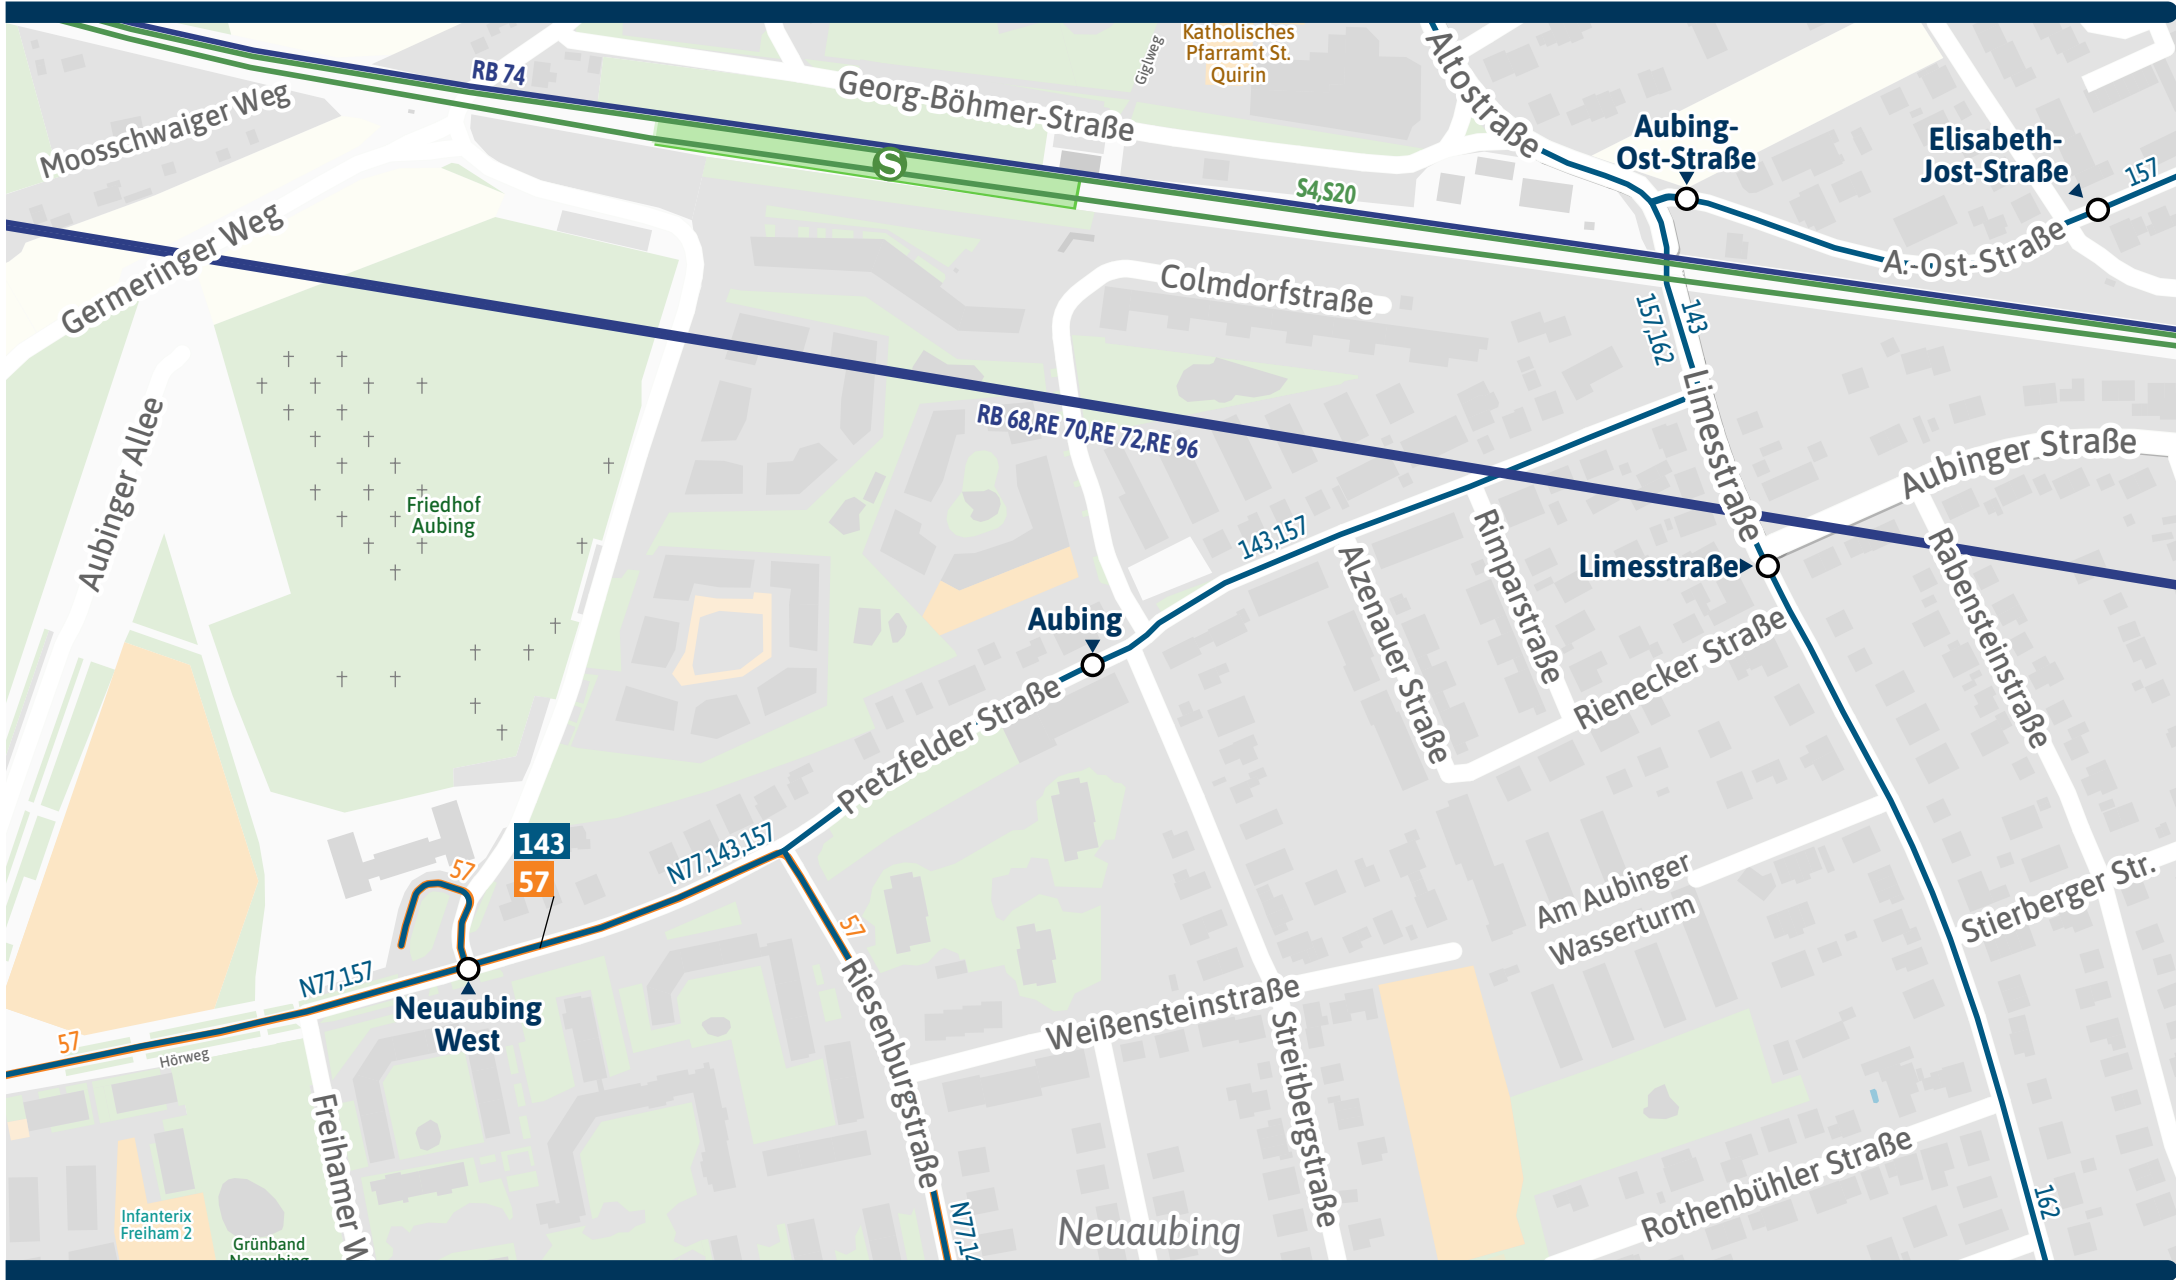 RB 74
Moosschwaiger Weg
Georg-Böhmer-Straße
Giglweg
Katholisches
Pfarramt St.
Quirin
Altostraße
Aubing-
Ost-Straße
Elisabeth-
Jost-Straße
157
S
S4,S20
A.-Ost-Straße
Germeringer Weg
Colmdorfstraße
157,162
143
RB 68,RE 70,RE 72,RE 96
Limesstraße
Aubinger Straße
Aubinger Allee
Friedhof
Aubing
143,157
Alzenauer Straße
Rimparstraße
Limesstraße
Rabensteinstraße
Rienecker Straße
Aubing
Pretzfelder Straße
143
57
57
N77,143,157
57
Am Aubinger
Wasserturm
Stierberger Str.
N77,157
Neuaubing
West
57
Hörweg
Riesenburgstraße
Weißensteinstraße
Streitbergstraße
Freihamer W
Rothenbühler Straße
162
N77,14
Neuaubing
Infanterix
Freiham 2
Grünband
Neuaubing